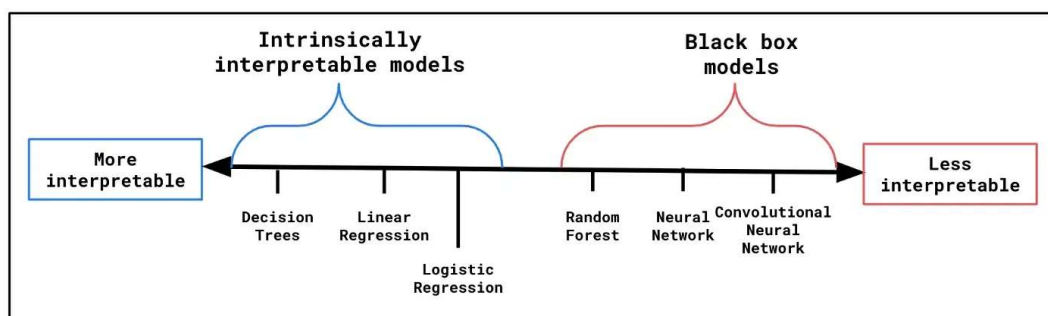 Intrinsically
interpretable models
Black box
models
More
interpretable
Less
interpretable
Decision
Trees
Linear
Regression
Logistic
Regression
Random
Forest
Neural
Network
Convolutional
Neural
Network